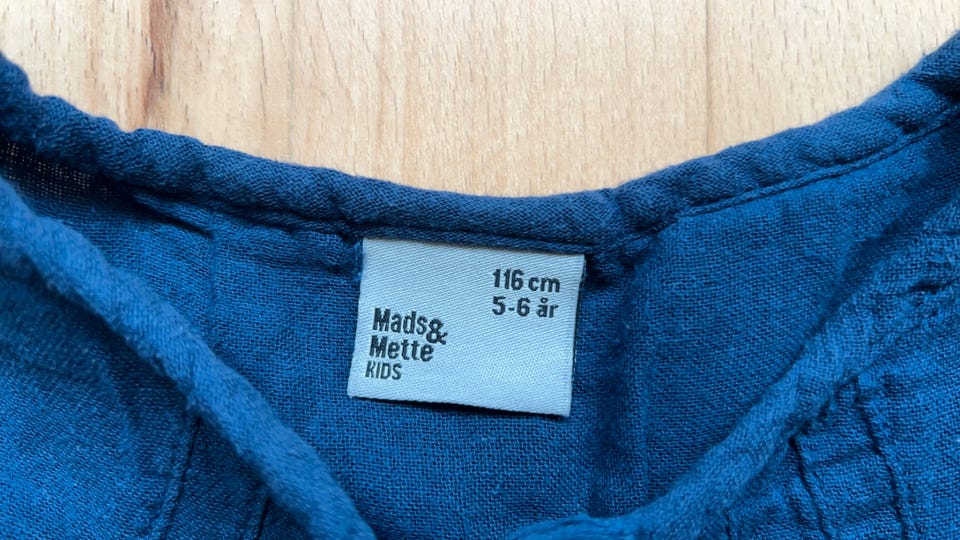 116 cm
5-6 år
Mads&
Mette
KIDS